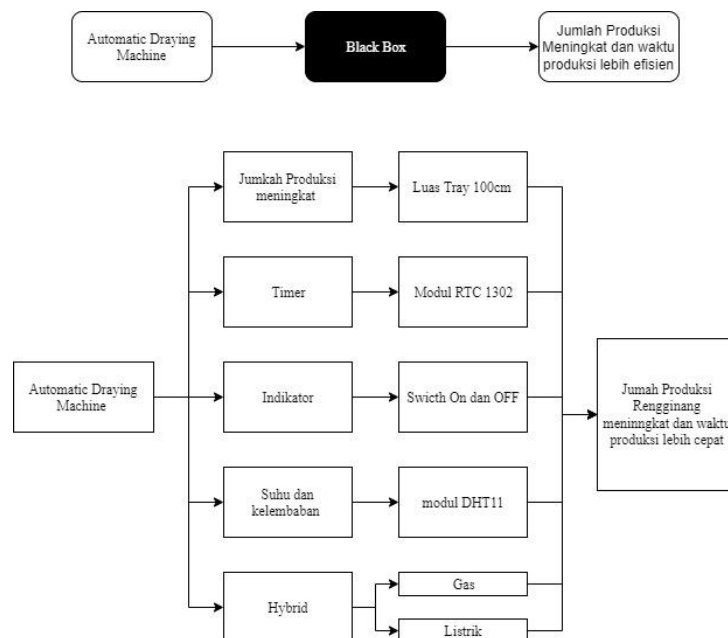 Automatic Draying
Machine
Black Box
Jumlah Produksi
Meningkat dan waktu
produksi lebih efisien
Jumkah Produksi
meningkat
Luas Tray 100cm
Timer
Modul RTC 1302
Automatic Draying
Machine
Indikator
Swicth On dan OFF
Jumah Produksi
Rengginang
meninngkat dan waktu
produksi lebih cepat
Suhu dan
kelembaban
modul DHT11
Hybrid
Gas
Listrik